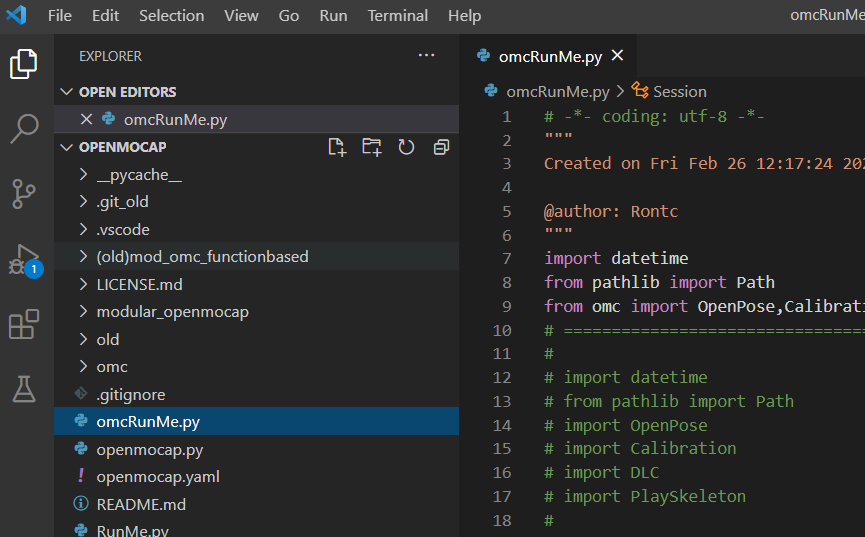 File Edit Selection View Go Run Terminal Help omcRunMe
EXPLORER ...
OPEN EDITORS
omcRunMe.py
OPENMOCAP
__pycache__
.git_old
.vscode
(old)mod_omc_functionbased
LICENSE.md
modular_openmocap
old
omc
.gitignore
omcRunMe.py
openmocap.py
! openmocap.yaml
README.md
RunMe.py
1
omcRunMe.py
omcRunMe.py > Session
1 # -*- coding: utf-8 -*-
2 """
3 Created on Fri Feb 26 12:17:24 202
4
5 @author: Rontc
6 """
7 import datetime
8 from pathlib import Path
9 from omc import OpenPose,Calibrati
10 # =================================
11 #
12 # import datetime
13 # from pathlib import Path
14 # import OpenPose
15 # import Calibration
16 # import DLC
17 # import PlaySkeleton
18 #